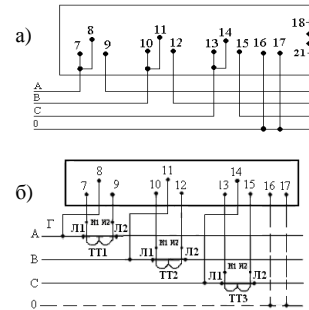 а)
7 8 9 10 11 12 13 14 15 16 17 18 21
А
В
С
0
б)
7 8 9 10 11 12 13 14 15 16 17
Г
А Л1 И1 И2 Л2
ТТ1
В Л1 И1 И2 Л2
ТТ2
С Л1 И1 И2 Л2
ТТ3
0